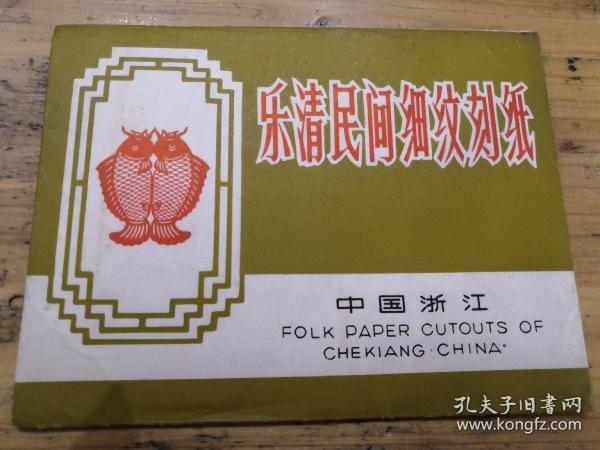 乐清民间细纹刻纸
中国浙江
FOLK PAPER CUTOUTS OF
CHEKIANG·CHINA
孔夫子旧书网
www.kongfz.com